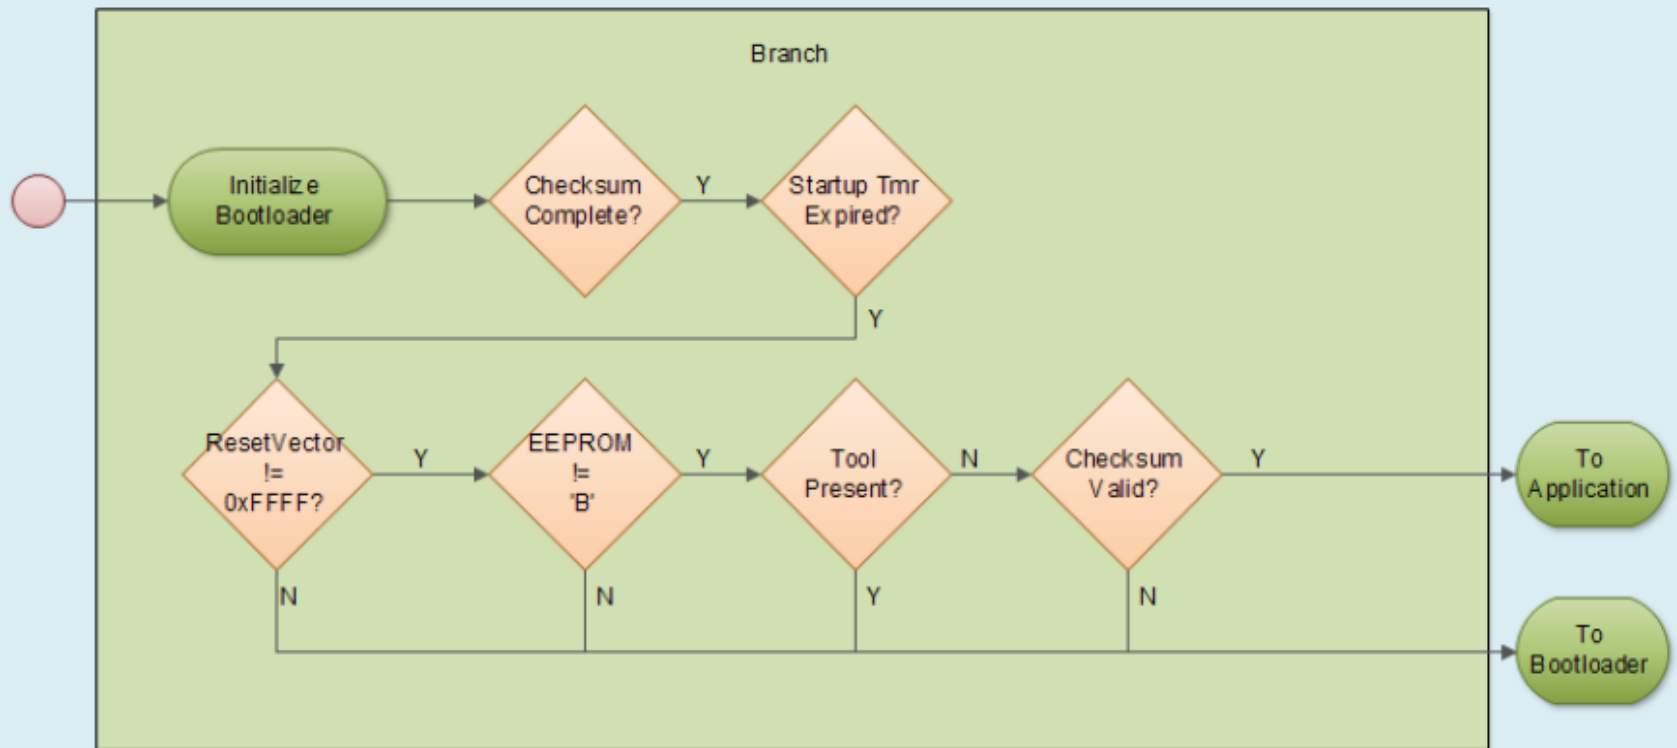 Branch
Initialize
Bootloader
Checksum
Complete?
Y
Startup Tmr
Expired?
Y
ResetVector
!=
0xFFFF?
Y
EEPROM
!=
'B'
Y
Tool
Present?
N
Checksum
Valid?
Y
To
Application
N
N
Y
N
To
Bootloader